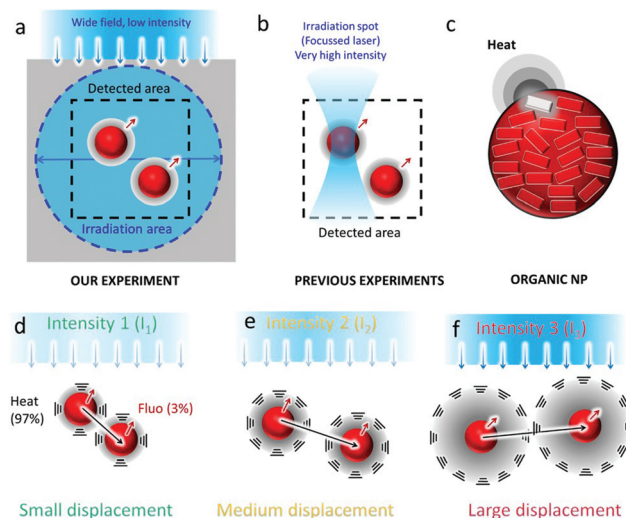 a
Wide field, low intensity
Detected area
Irradiation area
OUR EXPERIMENT
b
Irradiation spot
(Focussed laser)
Very high intensity
Detected area
PREVIOUS EXPERIMENTS
c
Heat
ORGANIC NP
d
Intensity 1 (I₁)
Heat
(97%)
Fluo (3%)
Small displacement
e
Intensity 2 (I₂)
Medium displacement
f
Intensity 3 (I₃)
Large displacement